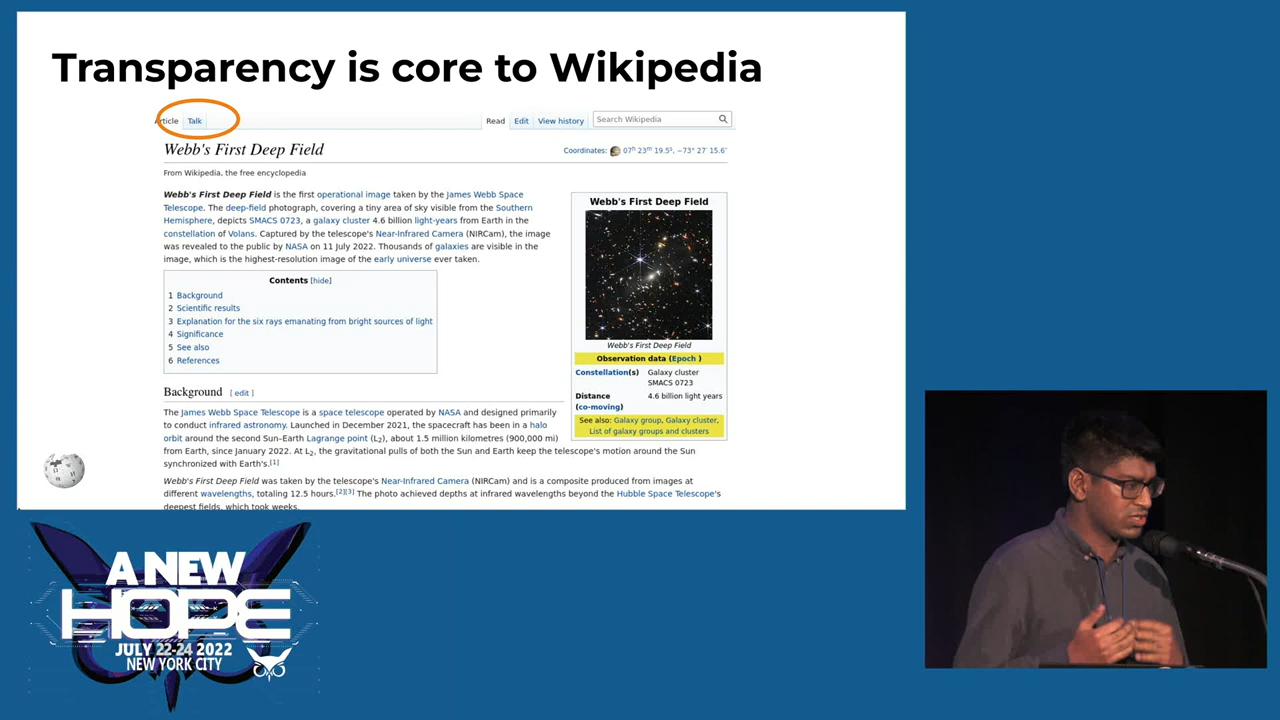 Transparency is core to Wikipedia
Article Talk Read Edit View history Search Wikipedia
Webb's First Deep Field
Coordinates: 07h 23m 19.5s, −73° 27′ 15.6″
From Wikipedia, the free encyclopedia
Webb's First Deep Field is the first operational image taken by the James Webb Space
Telescope. The deep-field photograph, covering a tiny area of sky visible from the Southern
Hemisphere, depicts SMACS 0723, a galaxy cluster 4.6 billion light-years from Earth in the
constellation of Volans. Captured by the telescope's Near-Infrared Camera (NIRCam), the image
was revealed to the public by NASA on 11 July 2022. Thousands of galaxies are visible in the
image, which is the highest-resolution image of the early universe ever taken.
Contents [hide]
1 Background
2 Scientific results
3 Explanation for the six rays emanating from bright sources of light
4 Significance
5 See also
6 References
Webb's First Deep Field
Webb's First Deep Field
Observation data (Epoch )
Constellation(s) Galaxy cluster
SMACS 0723
Distance 4.6 billion light years
(co-moving)
See also: Galaxy group, Galaxy cluster,
List of galaxy groups and clusters
Background [ edit ]
The James Webb Space Telescope is a space telescope operated by NASA and designed primarily
to conduct infrared astronomy. Launched in December 2021, the spacecraft has been in a halo
orbit around the second Sun–Earth Lagrange point (L2), about 1.5 million kilometres (900,000 mi)
from Earth, since January 2022. At L2, the gravitational pulls of both the Sun and Earth keep the telescope's motion around the Sun
synchronized with Earth's.[1]
Webb's First Deep Field was taken by the telescope's Near-Infrared Camera (NIRCam) and is a composite produced from images at
different wavelengths, totaling 12.5 hours.[2][3] The photo achieved depths at infrared wavelengths beyond the Hubble Space Telescope's
deepest fields, which took weeks.
A NEW
HOPE
JULY 22-24 2022
NEW YORK CITY